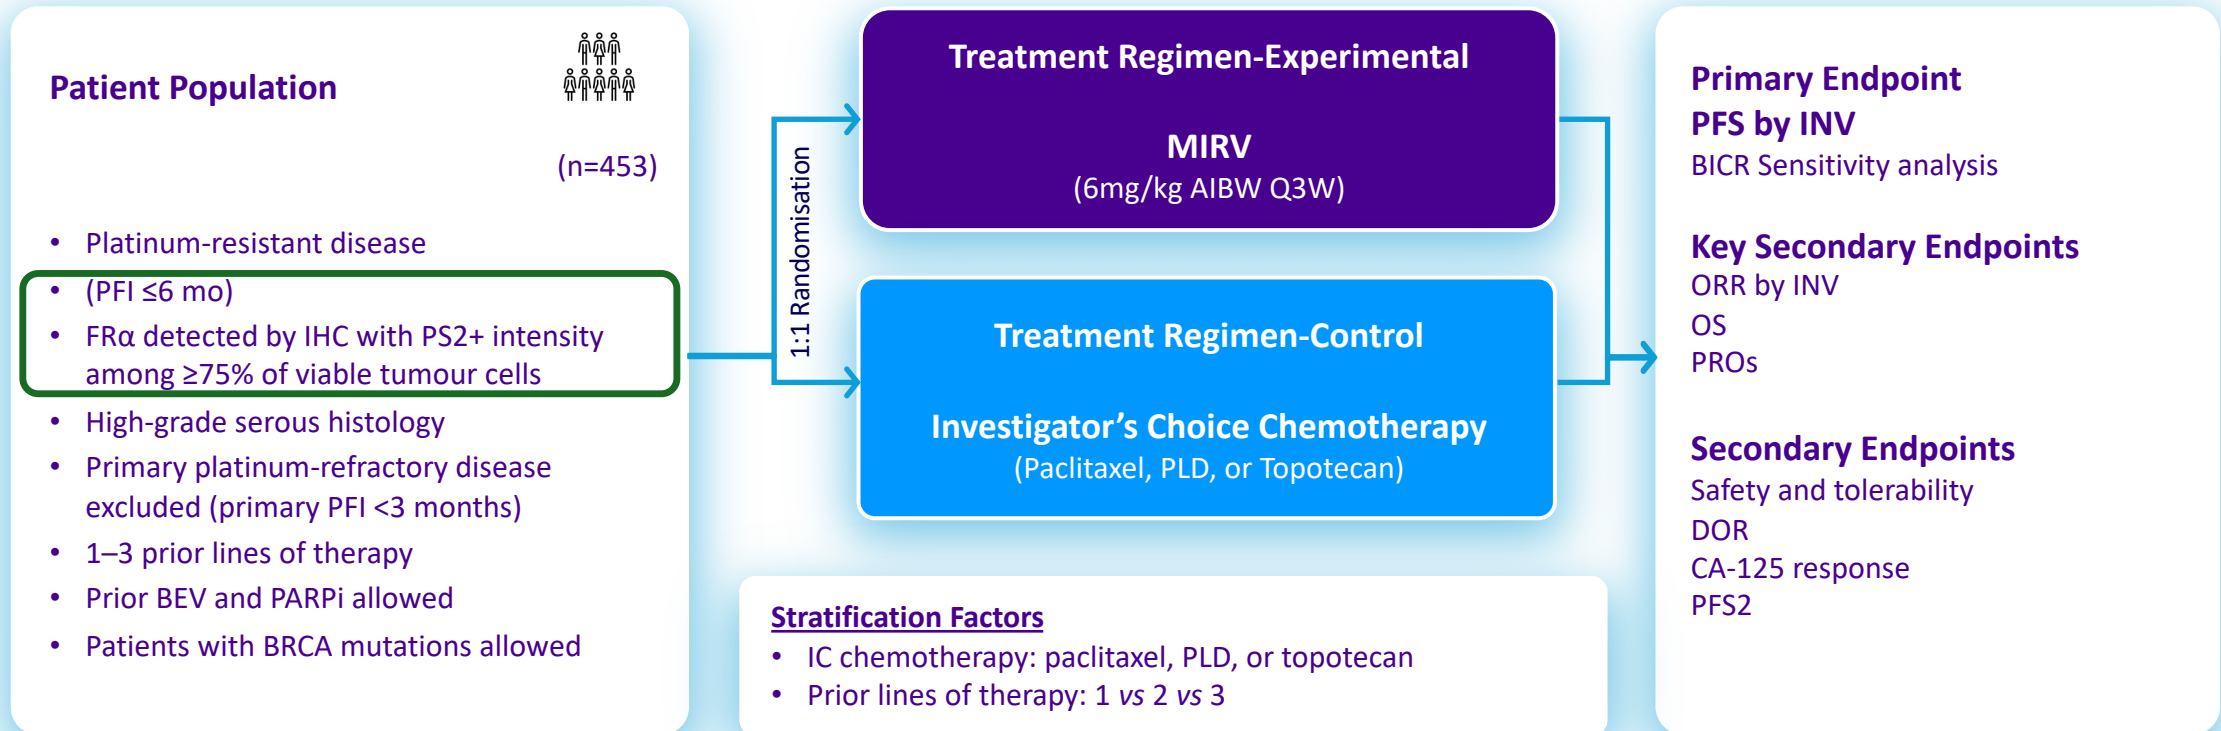 Patient Population
(n=453)
• Platinum-resistant disease
• (PFI ≤6 mo)
• FRα detected by IHC with PS2+ intensity
among ≥75% of viable tumour cells
• High-grade serous histology
• Primary platinum-refractory disease
excluded (primary PFI <3 months)
• 1–3 prior lines of therapy
• Prior BEV and PARPi allowed
• Patients with BRCA mutations allowed
1:1 Randomisation
Treatment Regimen-Experimental
MIRV
(6mg/kg AIBW Q3W)
Treatment Regimen-Control
Investigator’s Choice Chemotherapy
(Paclitaxel, PLD, or Topotecan)
Stratification Factors
• IC chemotherapy: paclitaxel, PLD, or topotecan
• Prior lines of therapy: 1 vs 2 vs 3
Primary Endpoint
PFS by INV
BICR Sensitivity analysis
Key Secondary Endpoints
ORR by INV
OS
PROs
Secondary Endpoints
Safety and tolerability
DOR
CA-125 response
PFS2